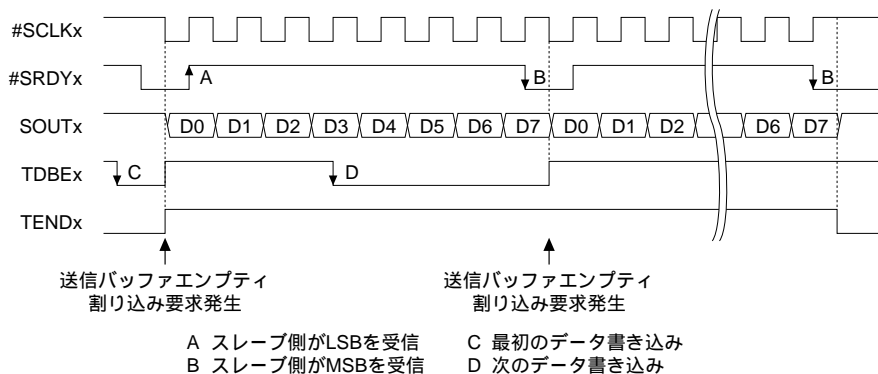 #SCLKx
#SRDYx A B B
SOUTx D0 D1 D2 D3 D4 D5 D6 D7 D0 D1 D2 D6 D7
TDBEx C D
TENDx
送信バッファエンプティ 送信バッファエンプティ
割り込み要求発生 割り込み要求発生
A スレーブ側がLSBを受信 C 最初のデータ書き込み
B スレーブ側がMSBを受信 D 次のデータ書き込み